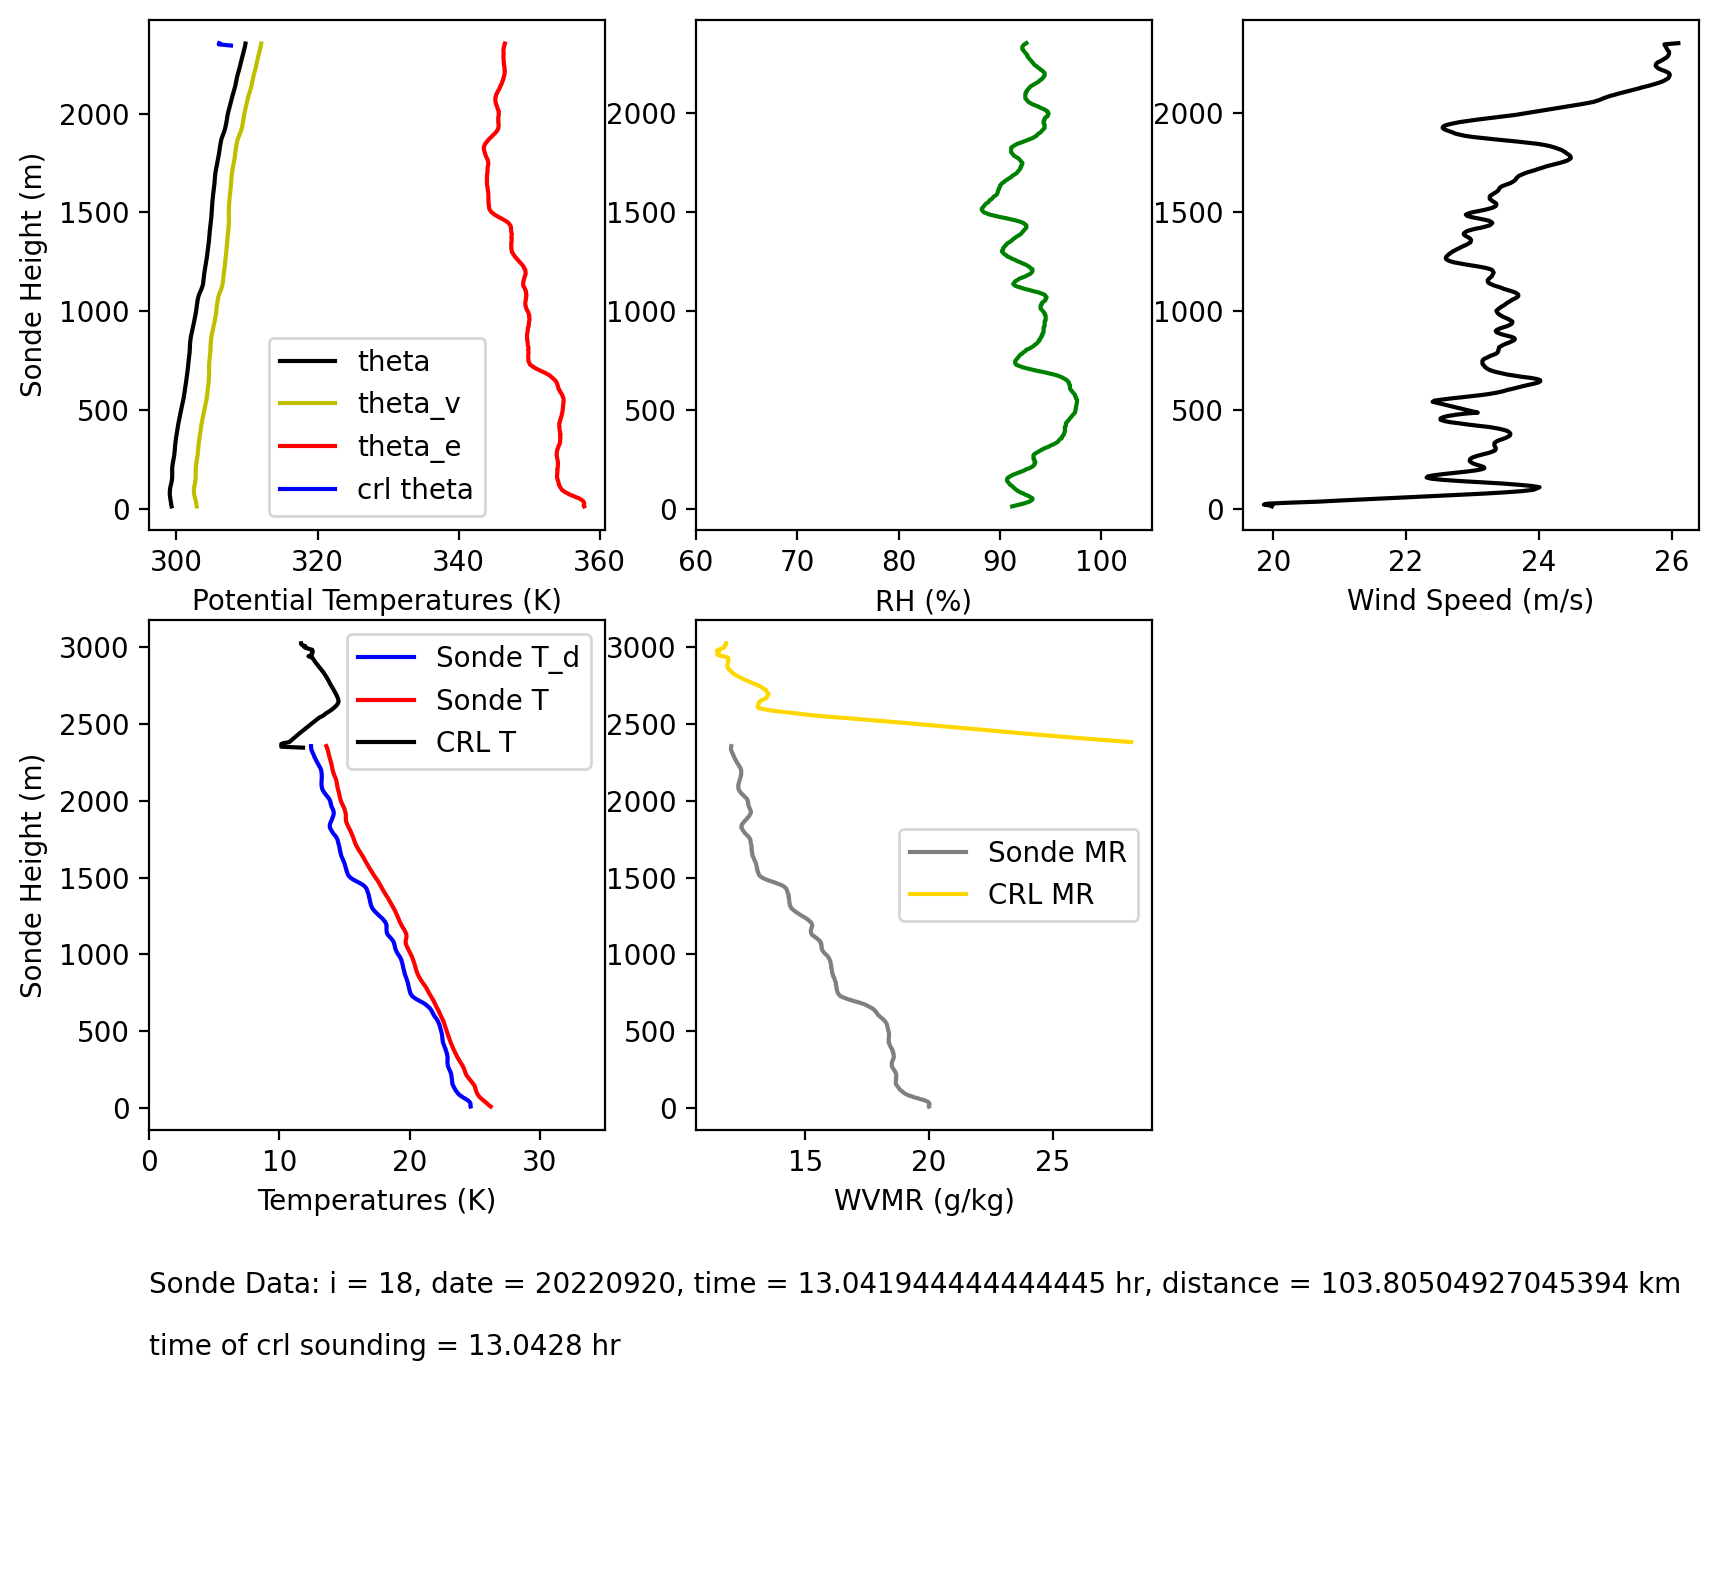 2000
1500
1000
500
0
Sonde Height (m)
theta
theta_v
theta_e
crl theta
300 320 340 360
Potential Temperatures (K)
2000
1500
1000
500
0
60 70 80 90 100
RH (%)
2000
1500
1000
500
0
20 22 24 26
Wind Speed (m/s)
3000
2500
2000
1500
1000
500
0
Sonde Height (m)
Sonde T_d
Sonde T
CRL T
0 10 20 30
Temperatures (K)
3000
2500
2000
1500
1000
500
0
Sonde MR
CRL MR
15 20 25
WVMR (g/kg)
Sonde Data: i = 18, date = 20220920, time = 13.041944444444445 hr, distance = 103.80504927045394 km
time of crl sounding = 13.0428 hr